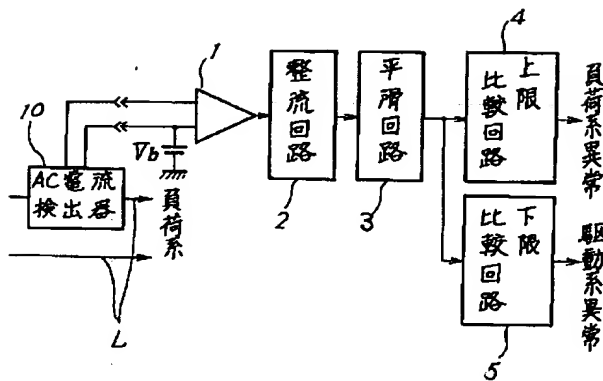 1
10
AC電流
検出器
Vb
負荷系
L
整流回路
2
平滑回路
3
4
上限
比較回路
負荷系異常
下限
比較回路
5
駆動系異常